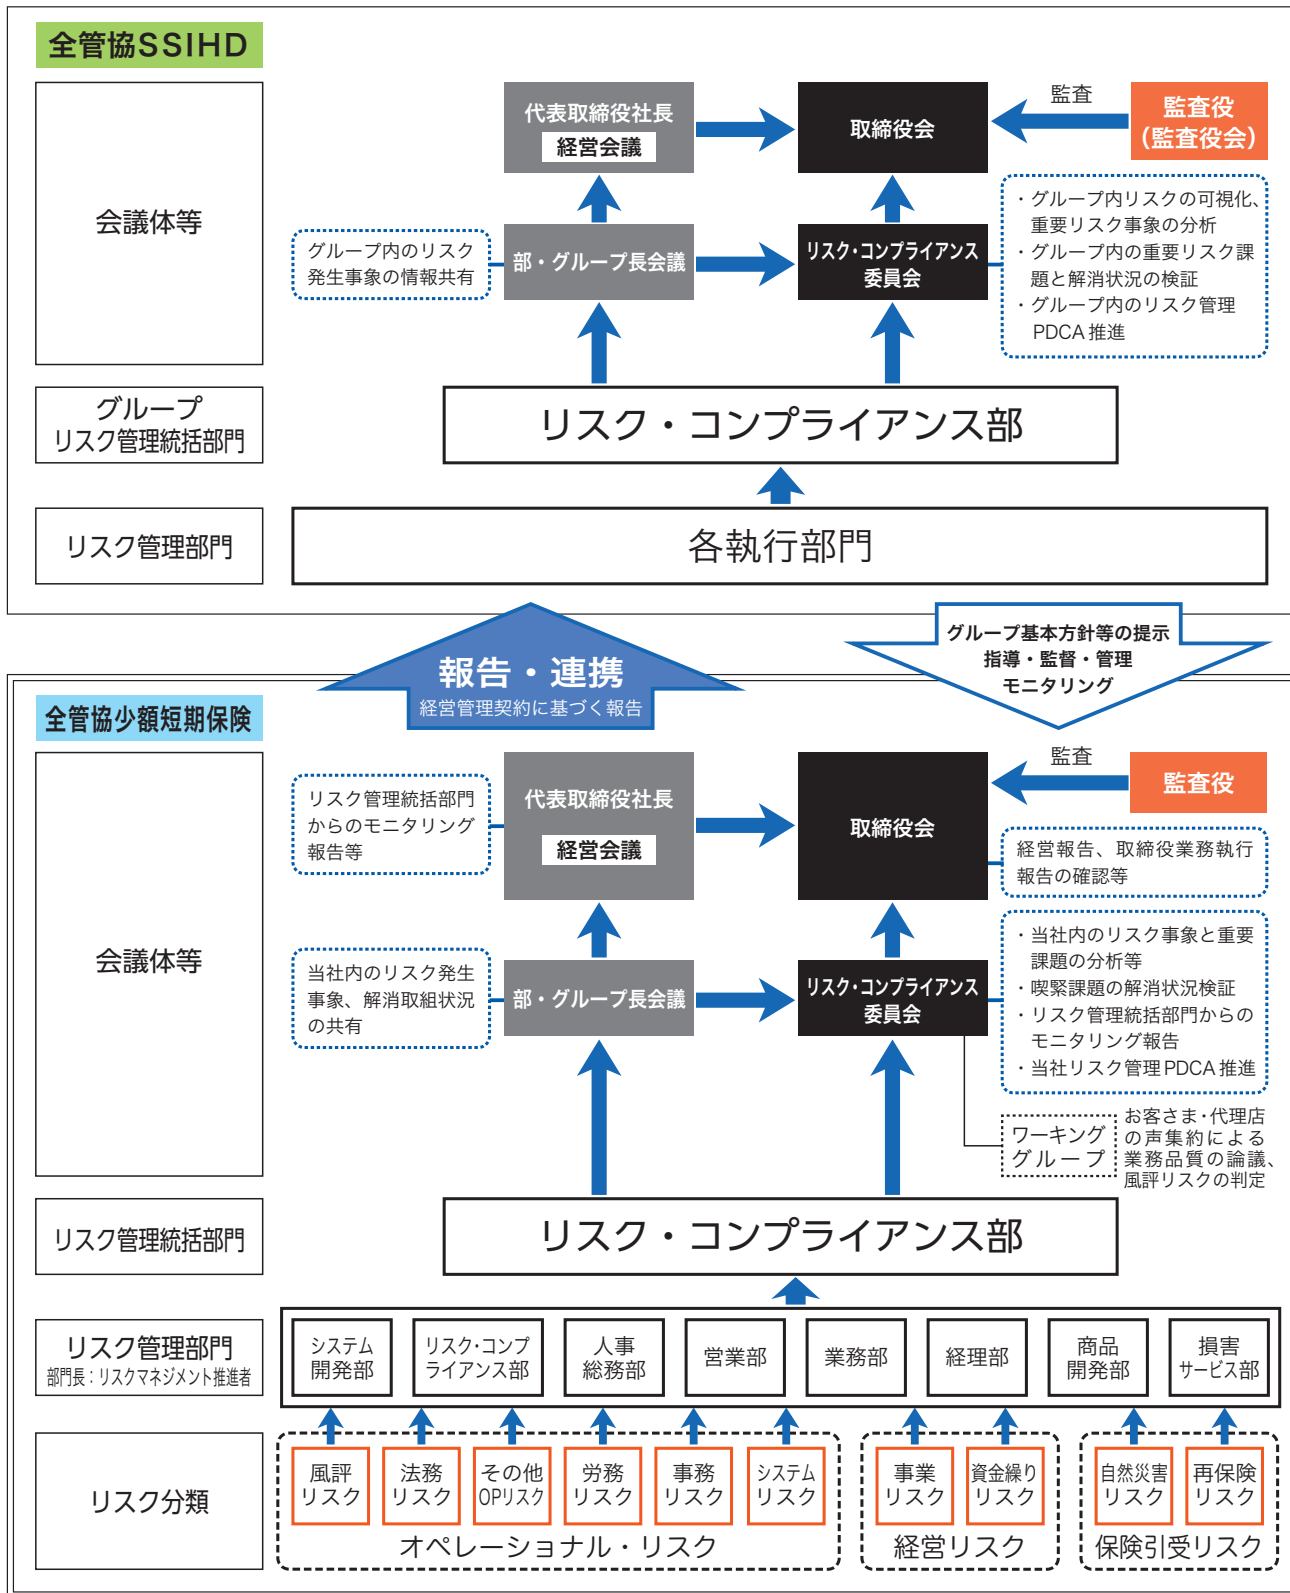 全管協SSIHD
会議体等
代表取締役社長
経営会議
取締役会
監査
監査役
(監査役会)
グループ内のリスク
発生事象の情報共有
部・グループ長会議
リスク・コンプライアンス
委員会
・グループ内リスクの可視化、
重要リスク事象の分析
・グループ内の重要リスク課
題と解消状況の検証
・グループ内のリスク管理
PDCA 推進
グループ
リスク管理統括部門
リスク・コンプライアンス部
リスク管理部門
各執行部門
報告・連携
経営管理契約に基づく報告
グループ基本方針等の提示
指導・監督・管理
モニタリング
全管協少額短期保険
会議体等
リスク管理統括部門
からのモニタリング
報告等
代表取締役社長
経営会議
取締役会
監査
監査役
経営報告、取締役業務執行
報告の確認等
当社内のリスク発生
事象、解消取組状況
の共有
部・グループ長会議
リスク・コンプライアンス
委員会
・当社内のリスク事象と重要
課題の分析等
・喫緊課題の解消状況検証
・リスク管理統括部門からの
モニタリング報告
・当社リスク管理 PDCA 推進
ワーキング
グループ
お客さま・代理店
の声集約による
業務品質の論議、
風評リスクの判定
リスク管理統括部門
リスク・コンプライアンス部
リスク管理部門
部門長：リスクマネジメント推進者
システム
開発部
リスク・コンプ
ライアンス部
人事
総務部
営業部
業務部
経理部
商品
開発部
損害
サービス部
リスク分類
風評
リスク
法務
リスク
その他
OPリスク
労務
リスク
事務
リスク
システム
リスク
オペレーショナル・リスク
事業
リスク
資金繰り
リスク
経営リスク
自然災害
リスク
再保険
リスク
保険引受リスク